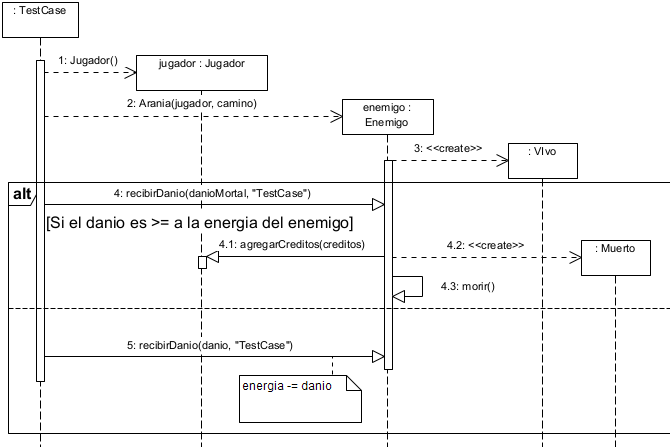 : TestCase
1: Jugador()
jugador : Jugador
2: Arania(jugador, camino)
enemigo :
Enemigo
3: <<create>>
: VIvo
alt
4: recibirDanio(danioMortal, "TestCase")
[Si el danio es >= a la energia del enemigo]
4.1: agregarCreditos(creditos)
4.2: <<create>>
: Muerto
4.3: morir()
5: recibirDanio(danio, "TestCase")
energia -= danio